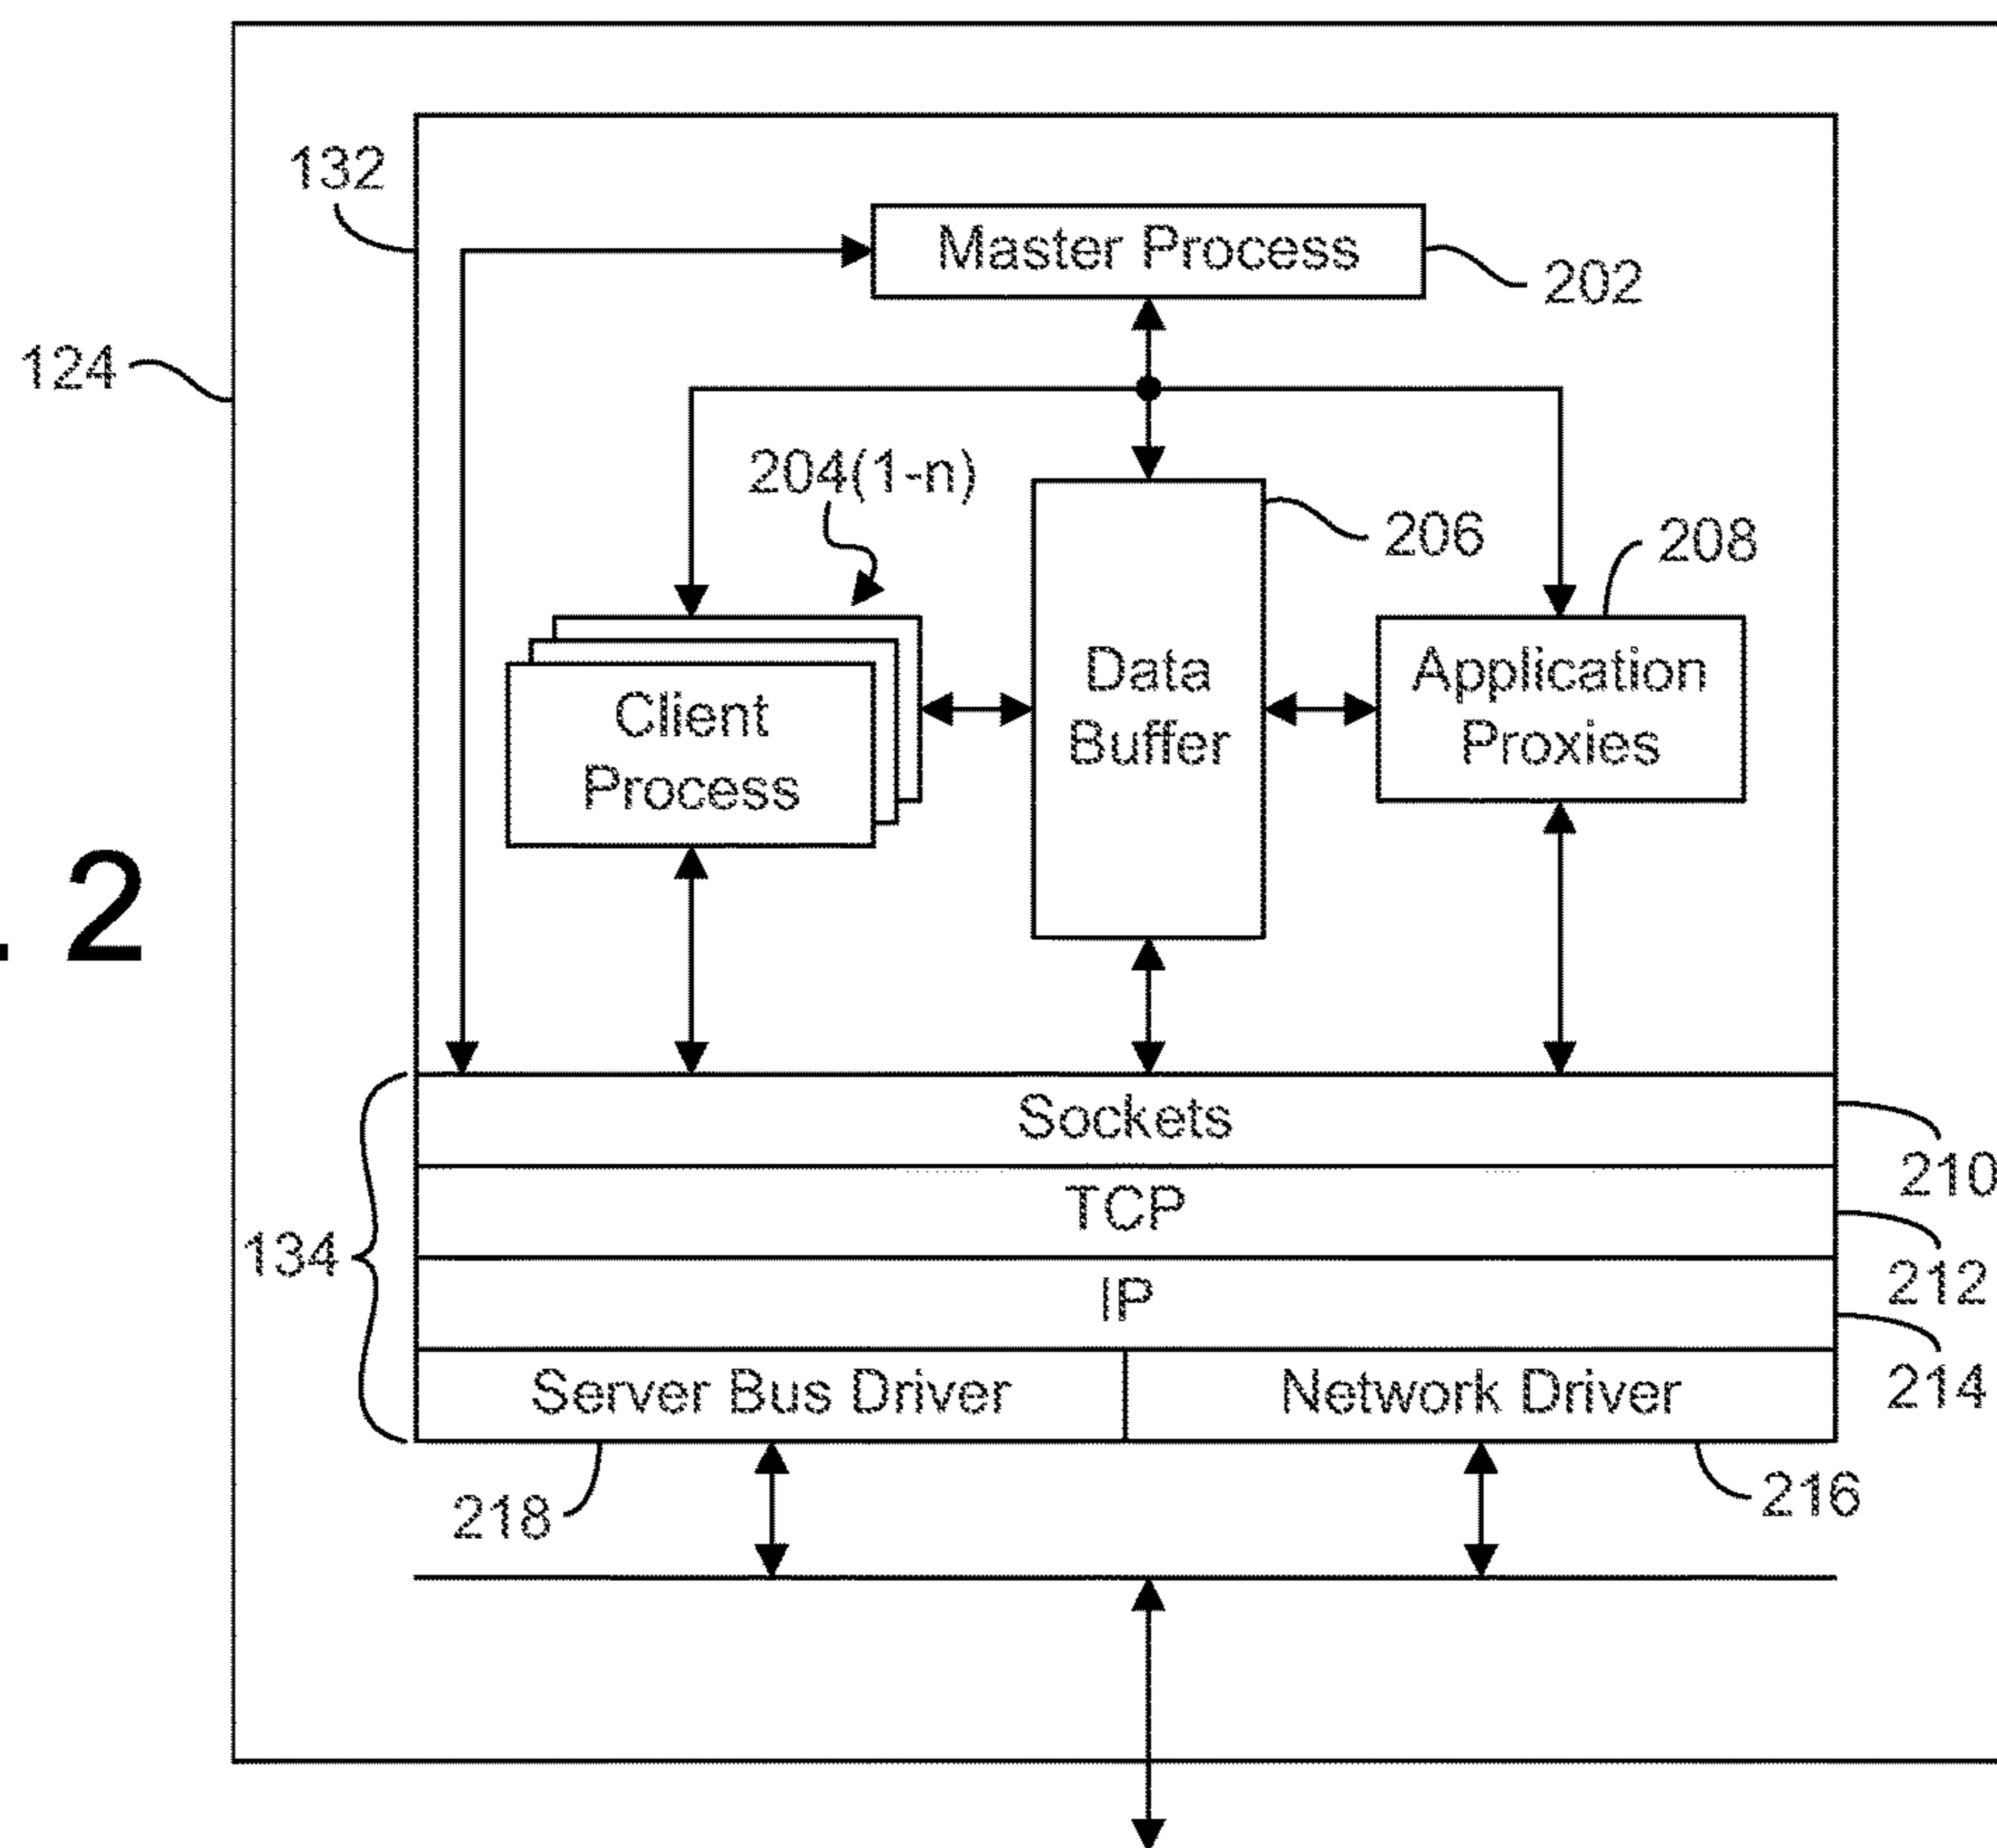 132
Master Process
202
124
204(1-n)
206
208
Data
Buffer
Application
Proxies
Client
Process
. 2
Sockets
210
TCP
212
134
IP
214
Server Bus Driver
Network Driver
218
216